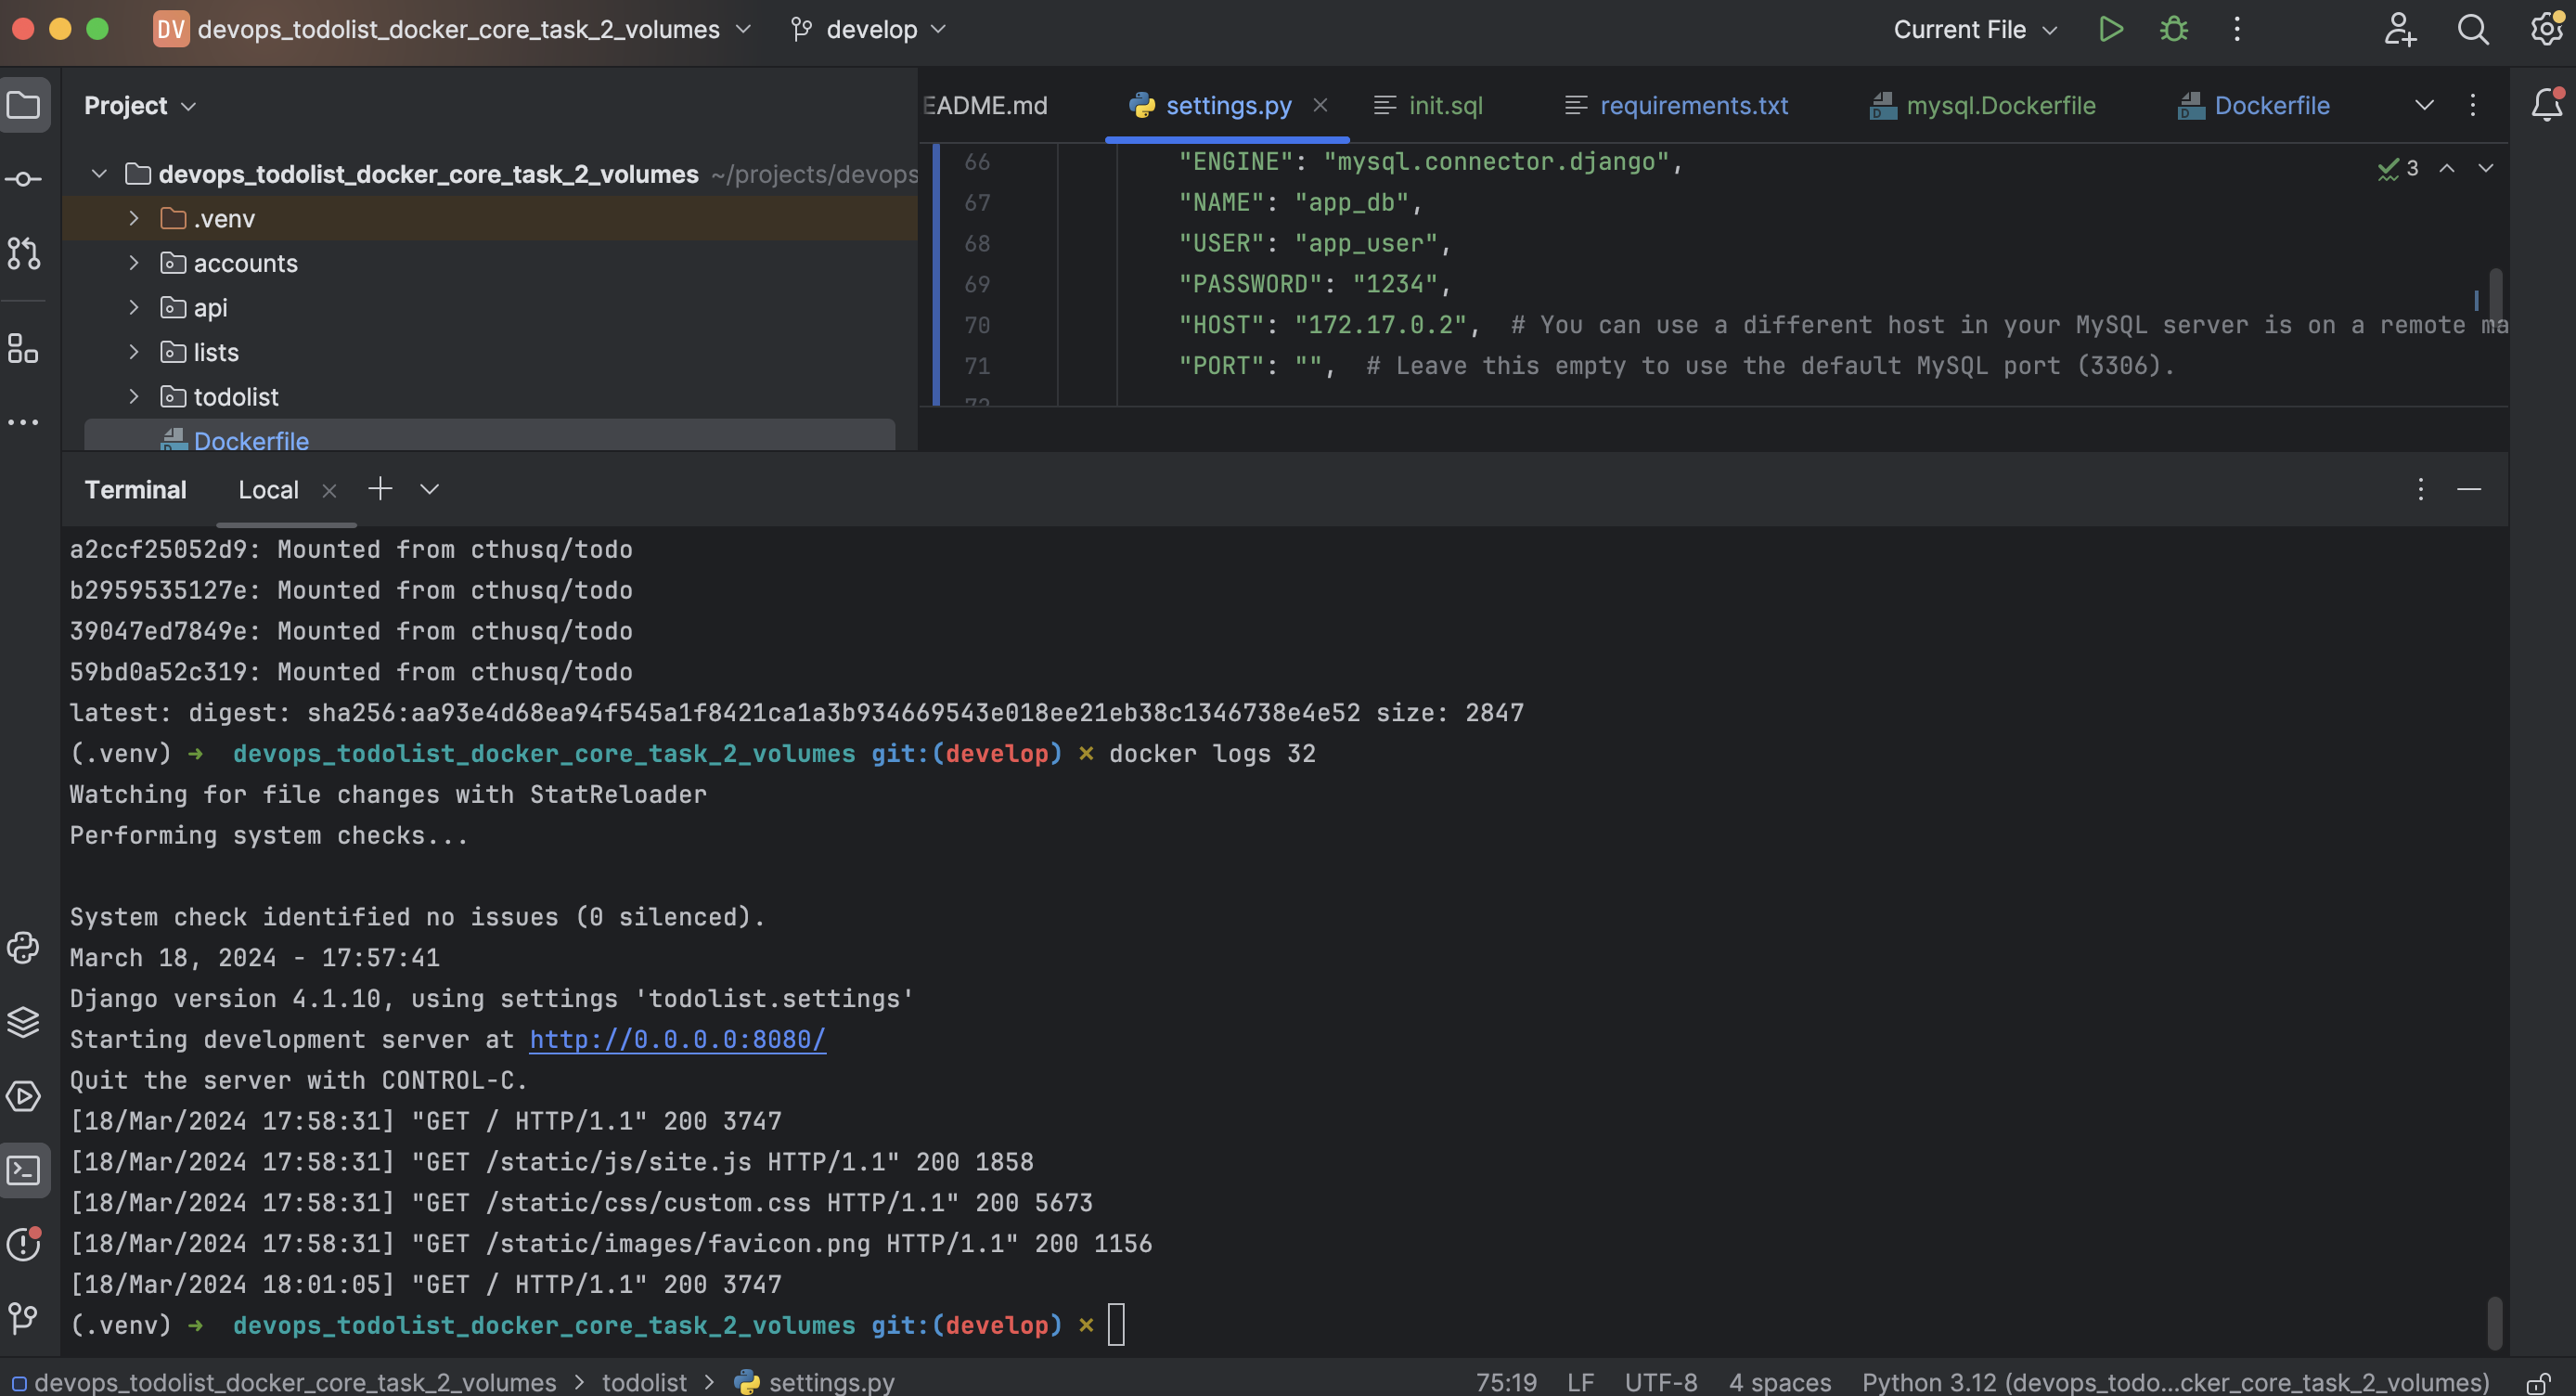 DV devops_todolist_docker_core_task_2_volumes develop Current File
Project
EADME.md settings.py init.sql requirements.txt mysql.Dockerfile Dockerfile
devops_todolist_docker_core_task_2_volumes ~/projects/devops
.venv
accounts
api
lists
todolist
Dockerfile
66 "ENGINE": "mysql.connector.django",
67 "NAME": "app_db",
68 "USER": "app_user",
69 "PASSWORD": "1234",
70 "HOST": "172.17.0.2", # You can use a different host in your MySQL server is on a remote ma
71 "PORT": "", # Leave this empty to use the default MySQL port (3306).
72
3
Terminal Local
a2ccf25052d9: Mounted from cthusq/todo
b2959535127e: Mounted from cthusq/todo
39047ed7849e: Mounted from cthusq/todo
59bd0a52c319: Mounted from cthusq/todo
latest: digest: sha256:aa93e4d68ea94f545a1f8421ca1a3b934669543e018ee21eb38c1346738e4e52 size: 2847
(.venv) ➜ devops_todolist_docker_core_task_2_volumes git:(develop) ✗ docker logs 32
Watching for file changes with StatReloader
Performing system checks...
System check identified no issues (0 silenced).
March 18, 2024 - 17:57:41
Django version 4.1.10, using settings 'todolist.settings'
Starting development server at http://0.0.0.0:8080/
Quit the server with CONTROL-C.
[18/Mar/2024 17:58:31] "GET / HTTP/1.1" 200 3747
[18/Mar/2024 17:58:31] "GET /static/js/site.js HTTP/1.1" 200 1858
[18/Mar/2024 17:58:31] "GET /static/css/custom.css HTTP/1.1" 200 5673
[18/Mar/2024 17:58:31] "GET /static/images/favicon.png HTTP/1.1" 200 1156
[18/Mar/2024 18:01:05] "GET / HTTP/1.1" 200 3747
(.venv) ➜ devops_todolist_docker_core_task_2_volumes git:(develop) ✗
devops_todolist_docker_core_task_2_volumes > todolist > settings.py 75:19 LF UTF-8 4 spaces Python 3.12 (devops_todo...cker_core_task_2_volumes)